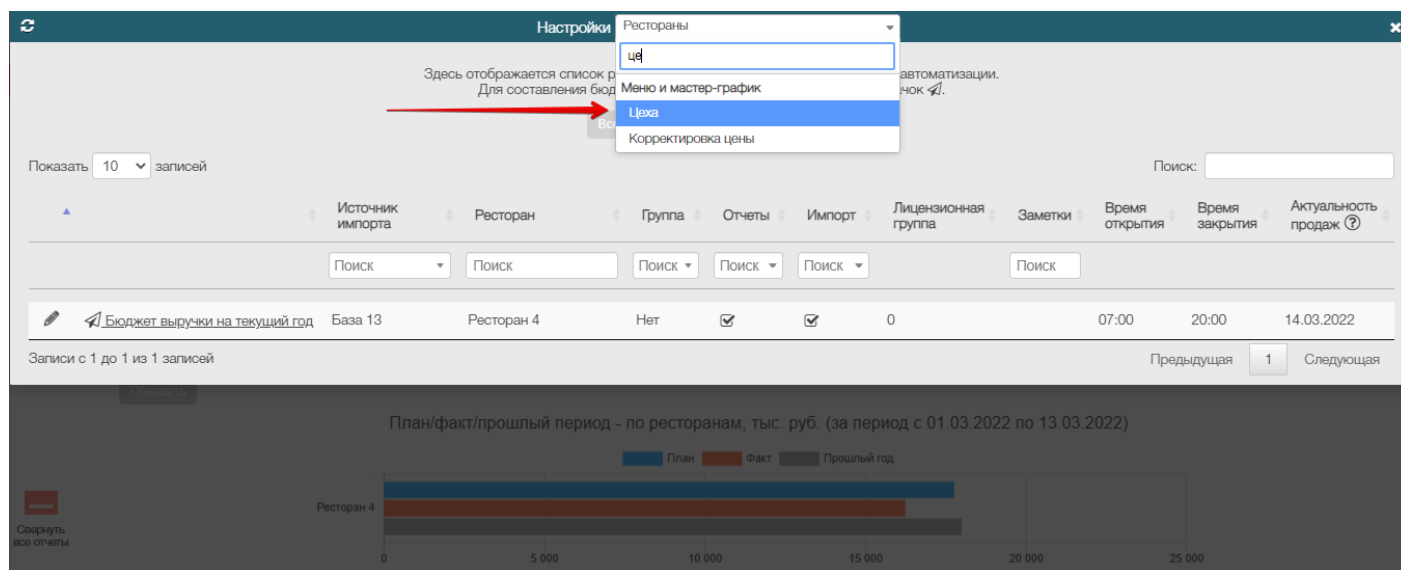 Настройки Рестораны
це
Здесь отображается список р
автоматизации.
Для составления бюд
чок
Меню и мастер-график
Цеха
Все
Корректировка цены
Показать 10 записей
Поиск:
Источник импорта
Ресторан
Группа
Отчеты
Импорт
Лицензионная группа
Заметки
Время открытия
Время закрытия
Актуальность продаж
Поиск Поиск Поиск Поиск Поиск Поиск
Бюджет выручки на текущий год База 13 Ресторан 4 Нет 0 07:00 20:00 14.03.2022
Записи с 1 до 1 из 1 записей
Предыдущая 1 Следующая
Обновить
План/факт/прошлый период - по ресторанам, тыс. руб. (за период с 01.03.2022 по 13.03.2022)
План Факт Прошлый год
Ресторан 4
Свернуть
все отчеты
0 5 000 10 000 15 000 20 000 25 000